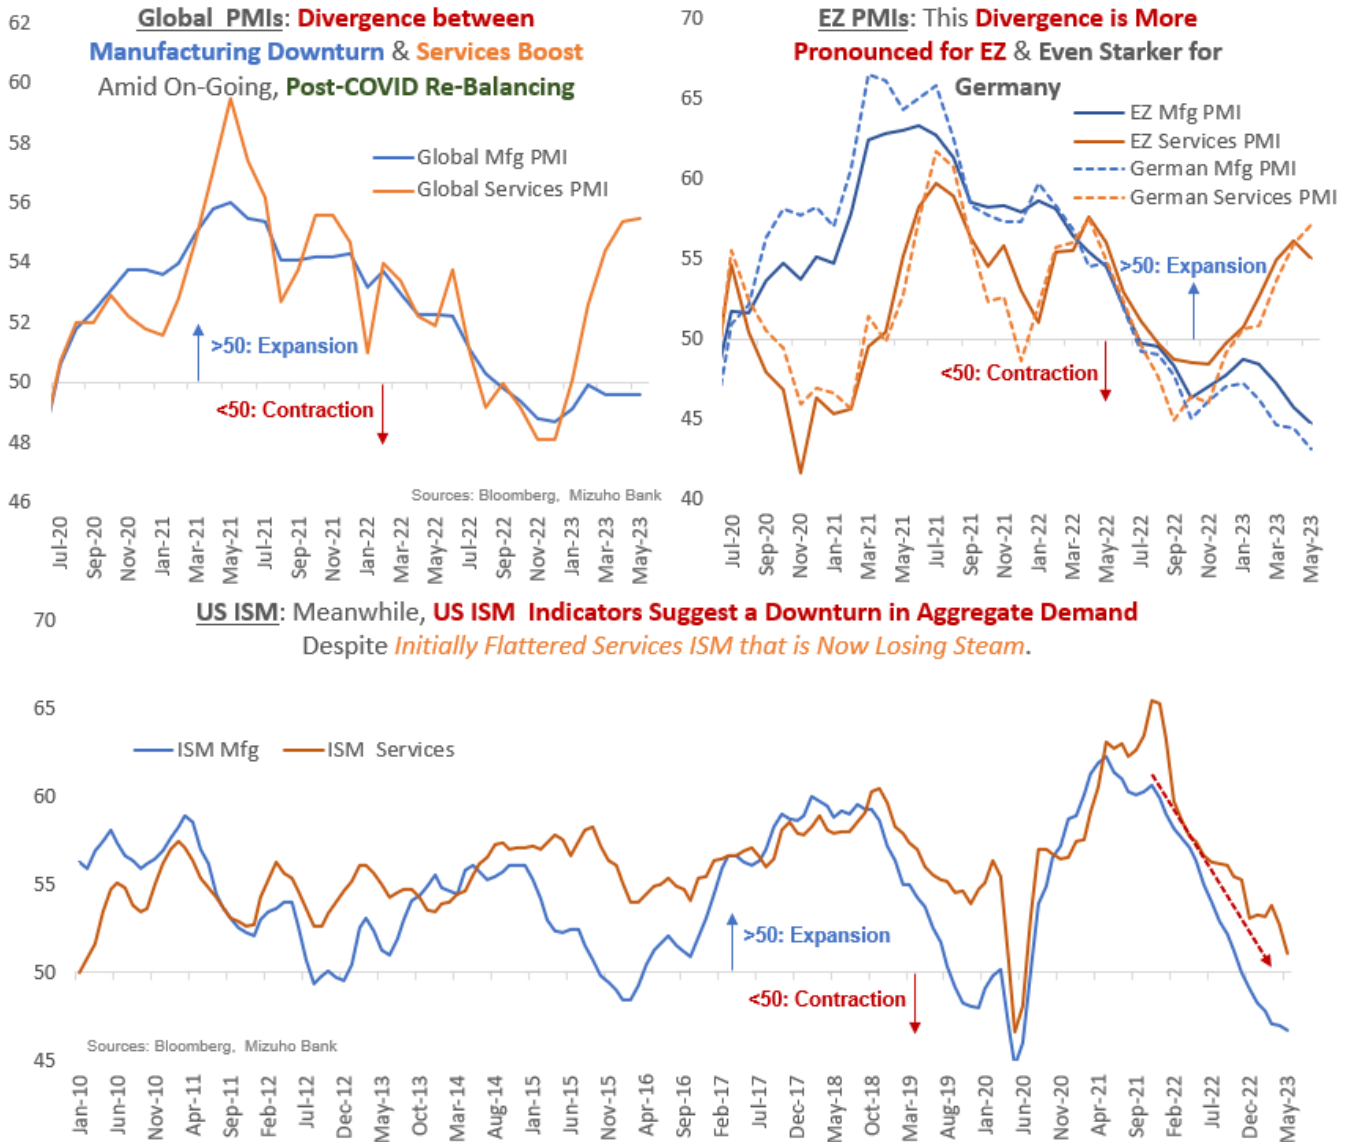 Global PMIs: Divergence between
Manufacturing Downturn & Services Boost
Amid On-Going, Post-COVID Re-Balancing
62
60
58
56
54
52
50
48
46
Global Mfg PMI
Global Services PMI
>50: Expansion
<50: Contraction
Sources: Bloomberg, Mizuho Bank
Jul-20
Sep-20
Nov-20
Jan-21
Mar-21
May-21
Jul-21
Sep-21
Nov-21
Jan-22
Mar-22
May-22
Jul-22
Sep-22
Nov-22
Jan-23
Mar-23
May-23
EZ PMIs: This Divergence is More
Pronounced for EZ & Even Starker for
Germany
70
65
60
55
50
45
40
EZ Mfg PMI
EZ Services PMI
German Mfg PMI
German Services PMI
>50: Expansion
<50: Contraction
Jul-20
Sep-20
Nov-20
Jan-21
Mar-21
May-21
Jul-21
Sep-21
Nov-21
Jan-22
Mar-22
May-22
Jul-22
Sep-22
Nov-22
Jan-23
Mar-23
May-23
US ISM: Meanwhile, US ISM Indicators Suggest a Downturn in Aggregate Demand
Despite Initially Flattered Services ISM that is Now Losing Steam.
70
65
60
55
50
45
ISM Mfg
ISM Services
>50: Expansion
<50: Contraction
Sources: Bloomberg, Mizuho Bank
Jan-10
Jun-10
Nov-10
Apr-11
Sep-11
Feb-12
Jul-12
Dec-12
May-13
Oct-13
Mar-14
Aug-14
Jan-15
Jun-15
Nov-15
Apr-16
Sep-16
Feb-17
Jul-17
Dec-17
May-18
Oct-18
Mar-19
Aug-19
Jan-20
Jun-20
Nov-20
Apr-21
Sep-21
Feb-22
Jul-22
Dec-22
May-23